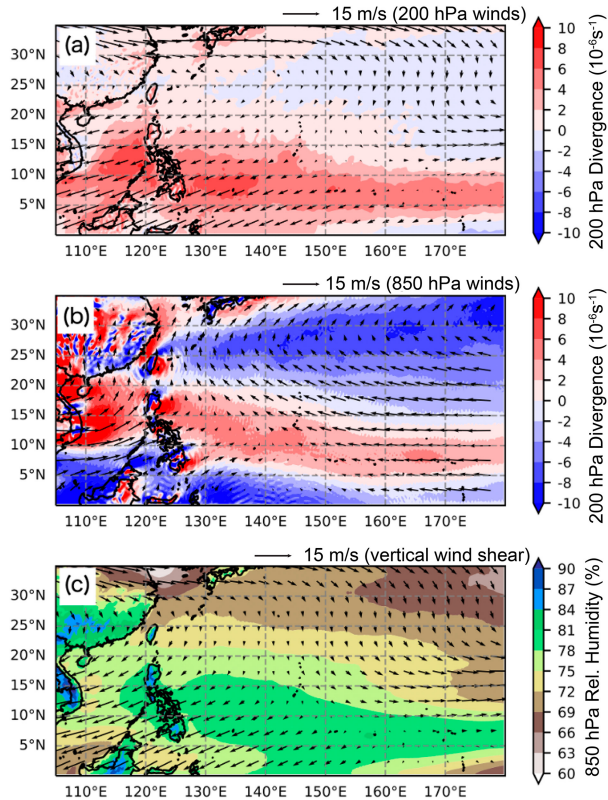 15 m/s (200 hPa winds)
(a)
30°N
25°N
20°N
15°N
10°N
5°N
110°E 120°E 130°E 140°E 150°E 160°E 170°E
10
8
6
4
2
0
-2
-4
-6
-8
-10
200 hPa Divergence (10⁻⁶s⁻¹)
15 m/s (850 hPa winds)
(b)
30°N
25°N
20°N
15°N
10°N
5°N
110°E 120°E 130°E 140°E 150°E 160°E 170°E
10
8
6
4
2
0
-2
-4
-6
-8
-10
200 hPa Divergence (10⁻⁶s⁻¹)
15 m/s (vertical wind shear)
(c)
30°N
25°N
20°N
15°N
10°N
5°N
110°E 120°E 130°E 140°E 150°E 160°E 170°E
90
87
84
81
78
75
72
69
66
63
60
850 hPa Rel. Humidity (%)